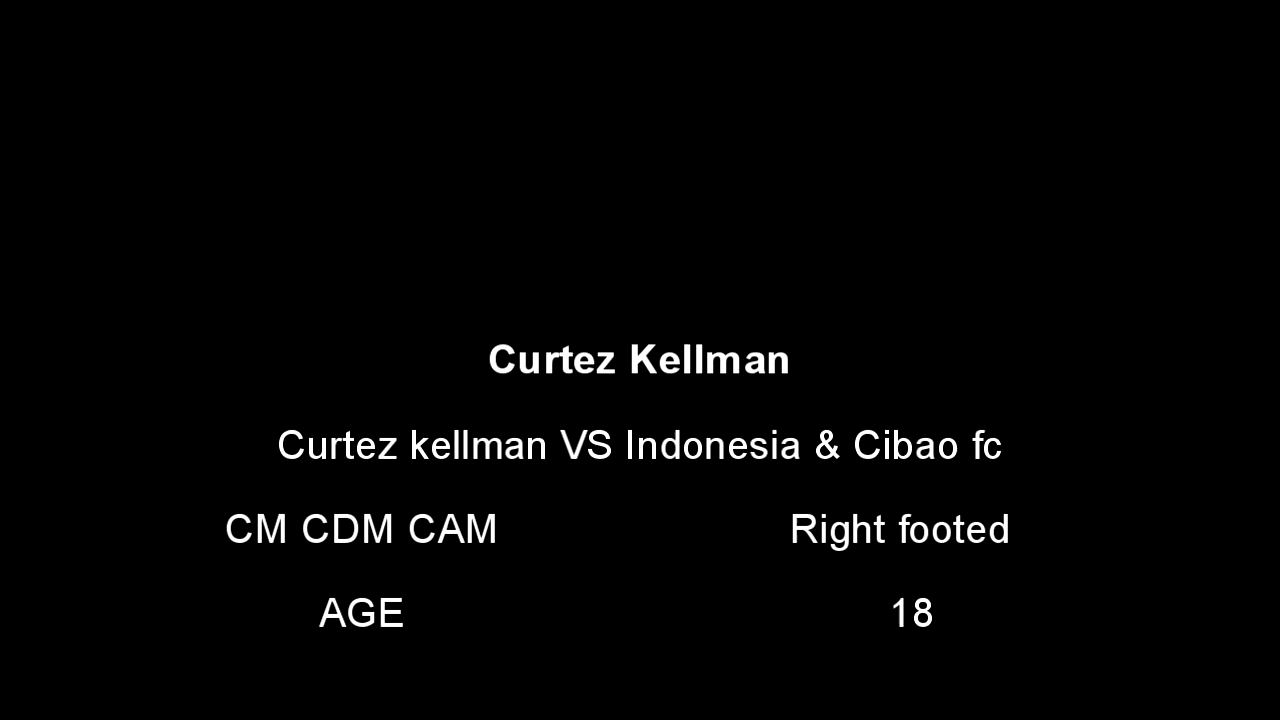 Curtez Kellman
Curtez kellman VS Indonesia & Cibao fc
CM CDM CAM Right footed
AGE 18